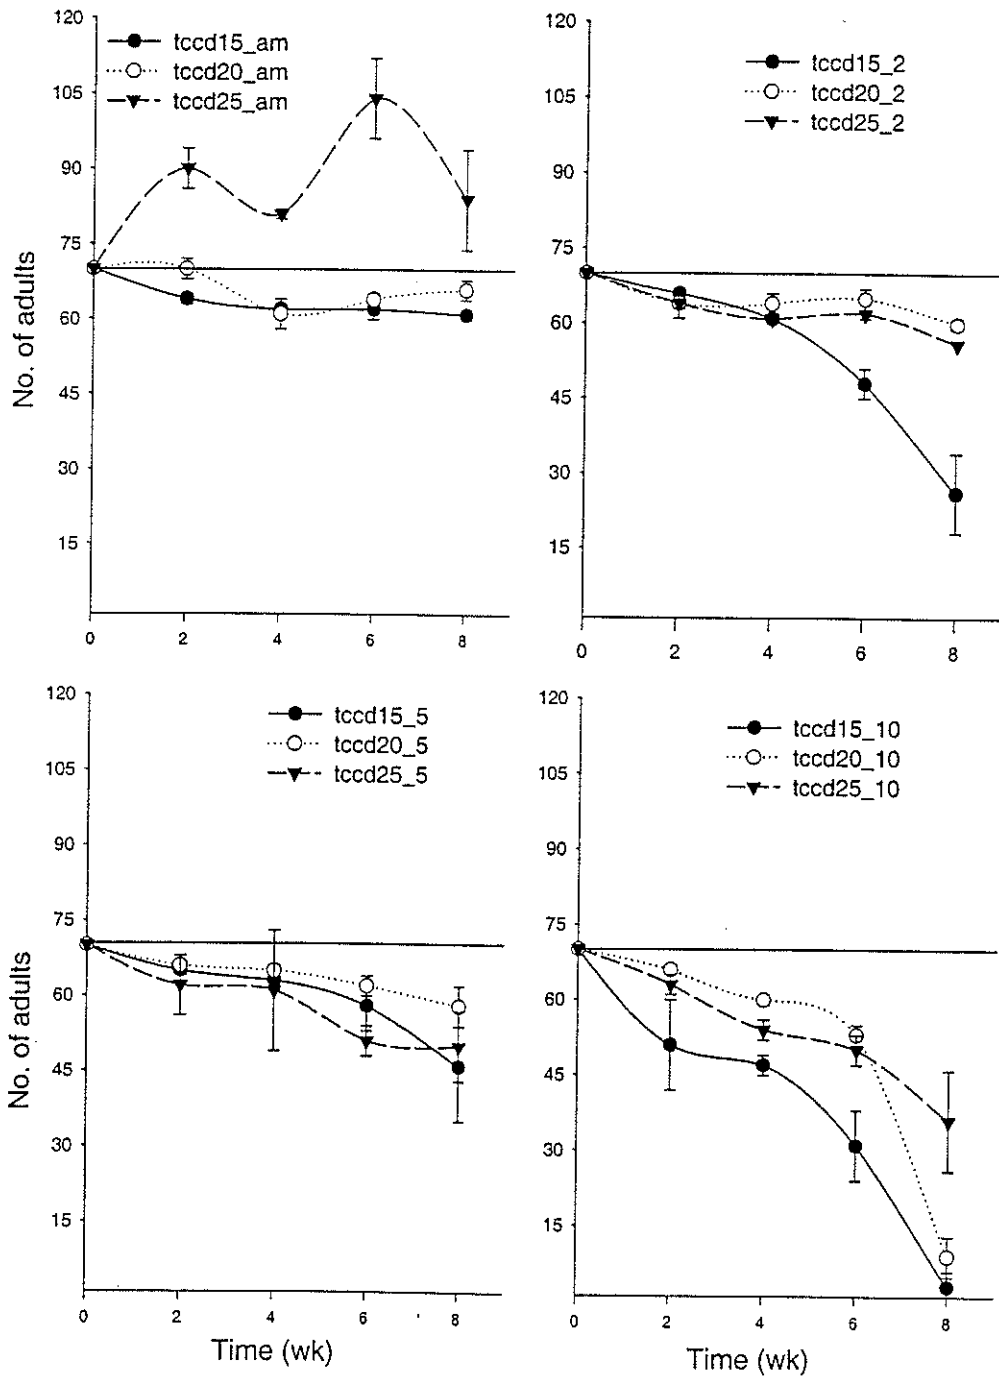 120
105
90
75
60
45
30
15
No. of adults
tccd15_am
tccd20_am
tccd25_am
0 2 4 6 8
120
105
90
75
60
45
30
15
tccd15_2
tccd20_2
tccd25_2
0 2 4 6 8
120
105
90
75
60
45
30
15
No. of adults
tccd15_5
tccd20_5
tccd25_5
0 2 4 6 8
Time (wk)
120
105
90
75
60
45
30
15
tccd15_10
tccd20_10
tccd25_10
0 2 4 6 8
Time (wk)